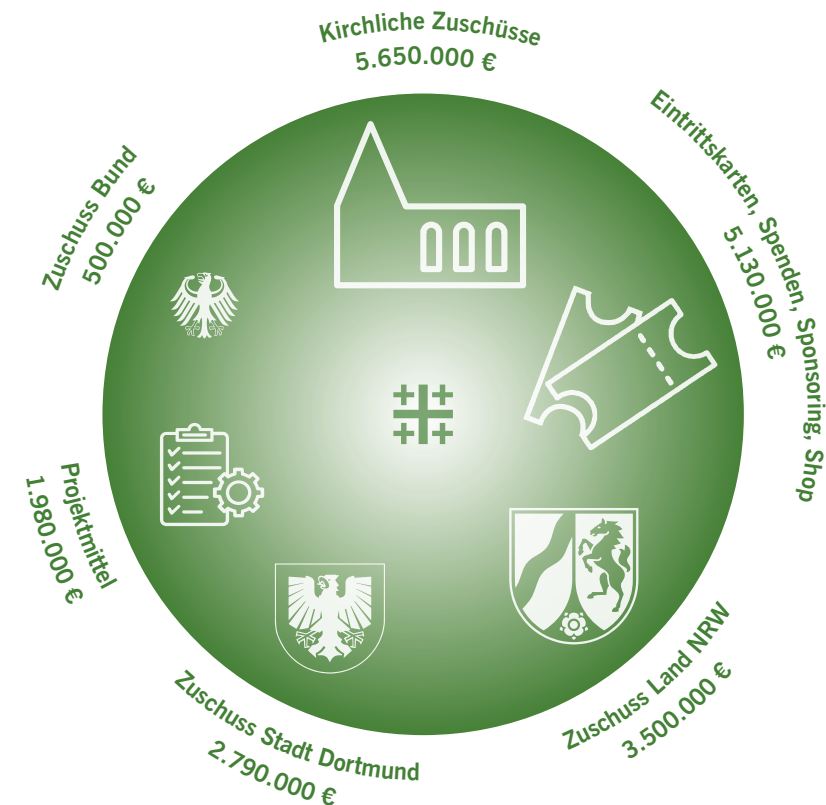 Kirchliche Zuschüsse
5.650.000 €
Eintrittskarten, Spenden, Sponsoring, Shop
5.130.000 €
Zuschuss Land NRW
3.500.000 €
Zuschuss Stadt Dortmund
2.790.000 €
Projektmittel
1.980.000 €
Zuschuss Bund
500.000 €